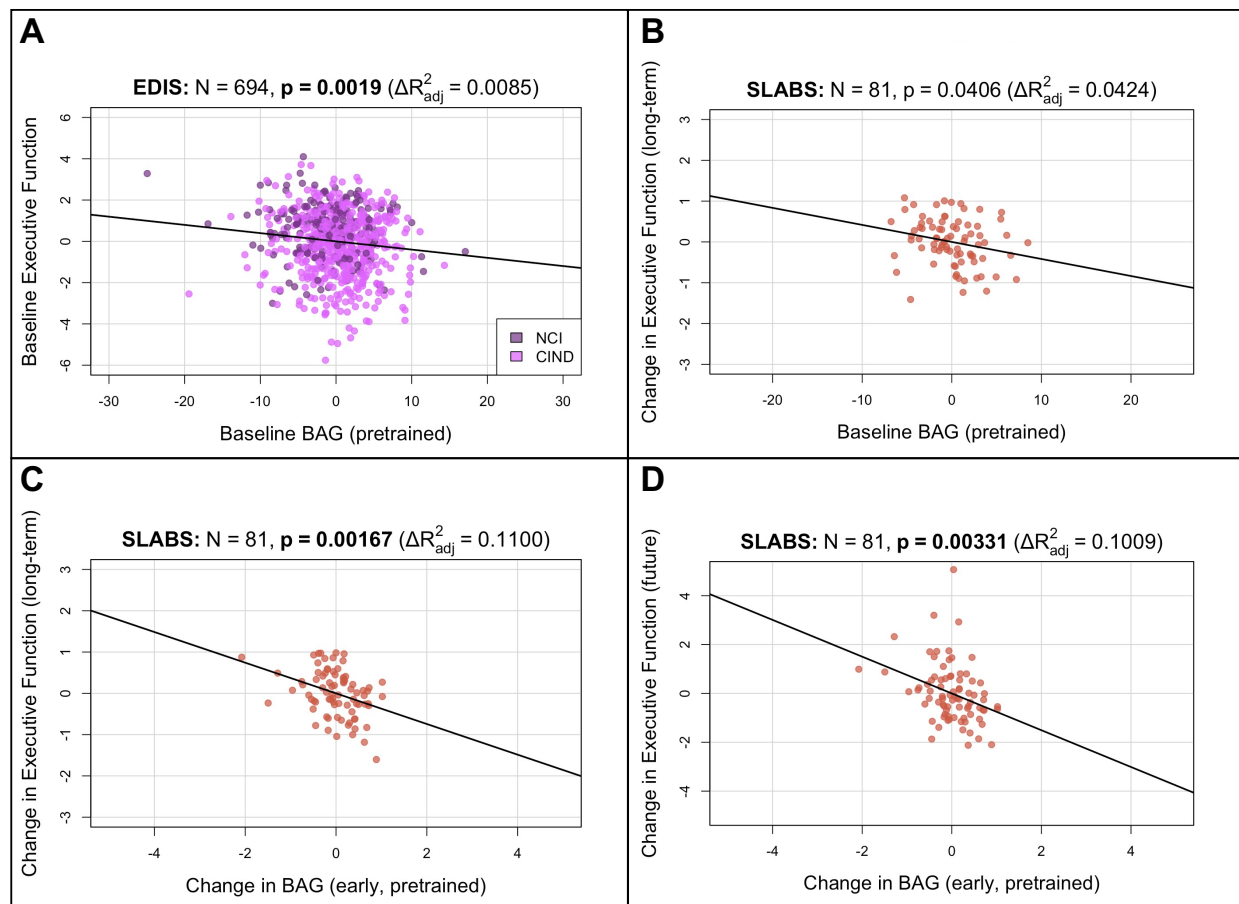 A
EDIS: N = 694, p = 0.0019 (ΔR²adj = 0.0085)
Baseline Executive Function
6
4
2
0
-2
-4
-6
NCI
CIND
-30 -20 -10 0 10 20 30
Baseline BAG (pretrained)
B
SLABS: N = 81, p = 0.0406 (ΔR²adj = 0.0424)
Change in Executive Function (long-term)
3
2
1
0
-1
-2
-3
-20 -10 0 10 20
Baseline BAG (pretrained)
C
SLABS: N = 81, p = 0.00167 (ΔR²adj = 0.1100)
Change in Executive Function (long-term)
3
2
1
0
-1
-2
-3
-4 -2 0 2 4
Change in BAG (early, pretrained)
D
SLABS: N = 81, p = 0.00331 (ΔR²adj = 0.1009)
Change in Executive Function (future)
4
2
0
-2
-4
-4 -2 0 2 4
Change in BAG (early, pretrained)